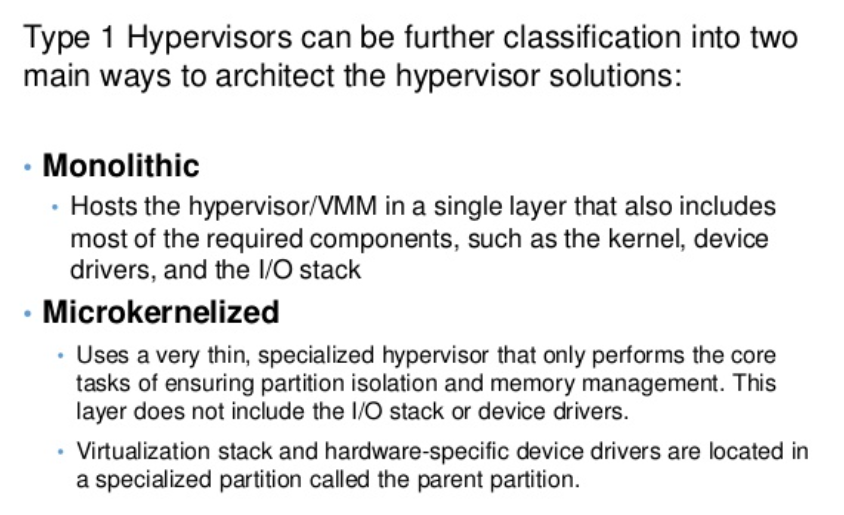 Type 1 Hypervisors can be further classification into two
main ways to architect the hypervisor solutions:
• Monolithic
• Hosts the hypervisor/VMM in a single layer that also includes
most of the required components, such as the kernel, device
drivers, and the I/O stack
• Microkernelized
• Uses a very thin, specialized hypervisor that only performs the core
tasks of ensuring partition isolation and memory management. This
layer does not include the I/O stack or device drivers.
• Virtualization stack and hardware-specific device drivers are located in
a specialized partition called the parent partition.